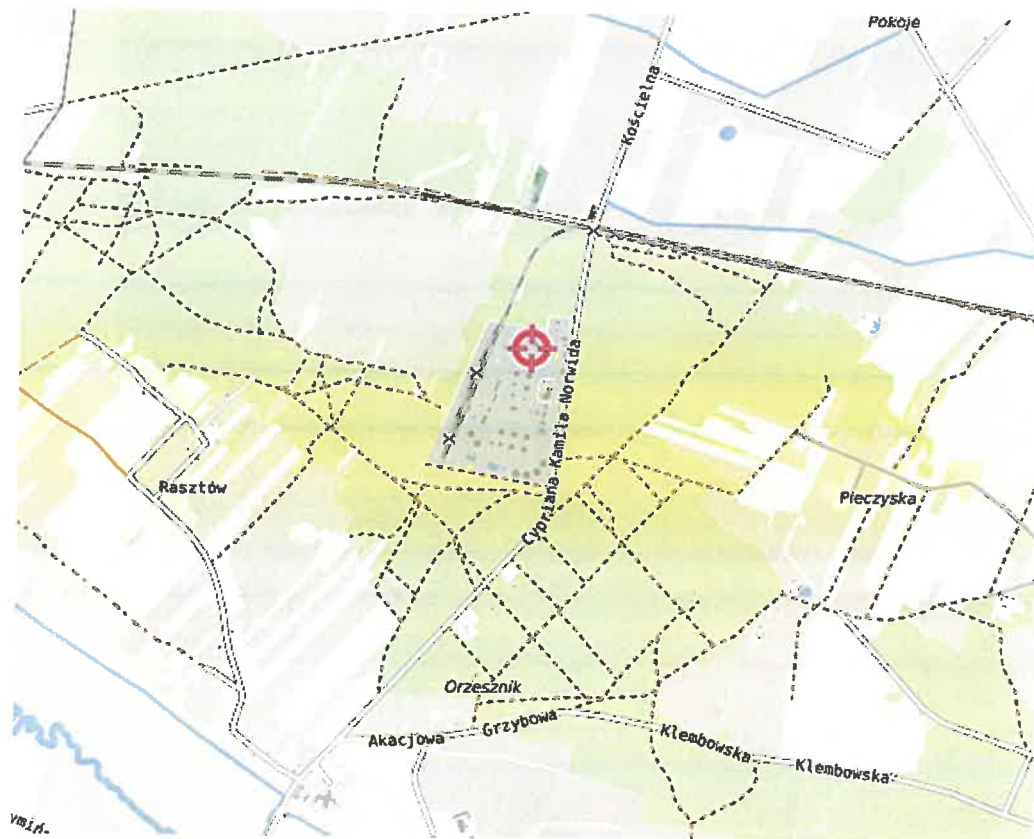 Pokoje
Kościelna
Cypriana Kamila Norwida
Rasztów
Pieczyska
Orzesznik
Akacjowa
Grzybowa
Klembowska
Klembowska